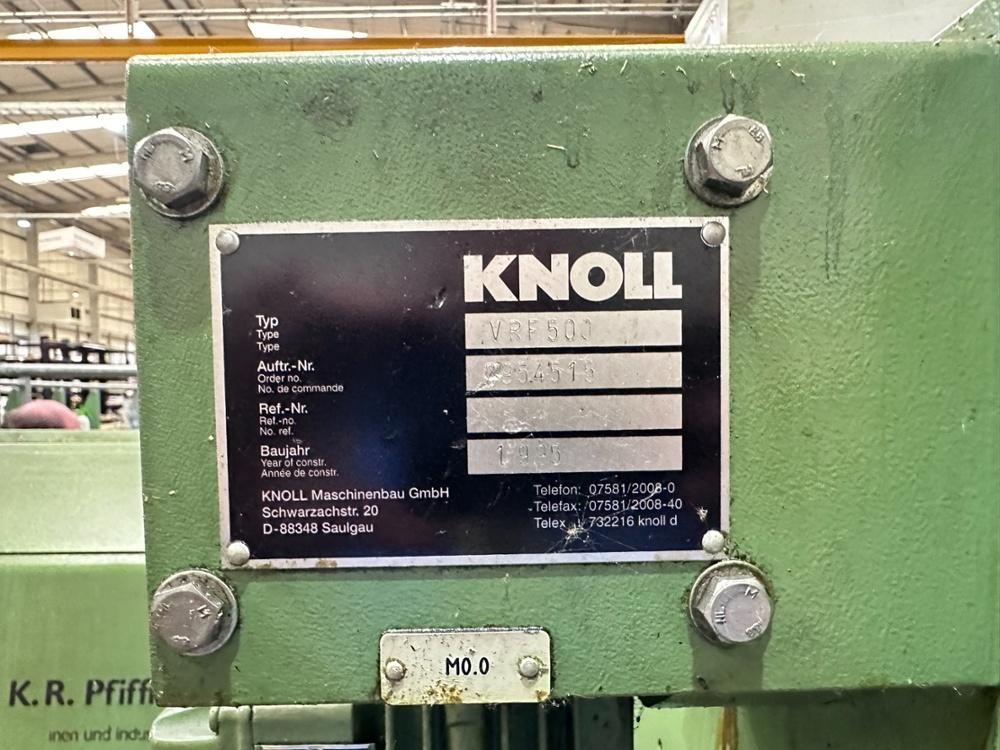 KNOLL
Typ
Type
Type
VRF500
Auftr.-Nr.
Order no.
No. de commande
Ref.-Nr.
Ref.-no.
No. ref.
Baujahr
Year of constr.
Année de constr.
1995
KNOLL Maschinenbau GmbH
Schwarzachstr. 20
D-88348 Saulgau
Telefon: 07581/2008-0
Telefax: 07581/2008-40
Telex 732216 knoll d
M0.0
K. R.
und